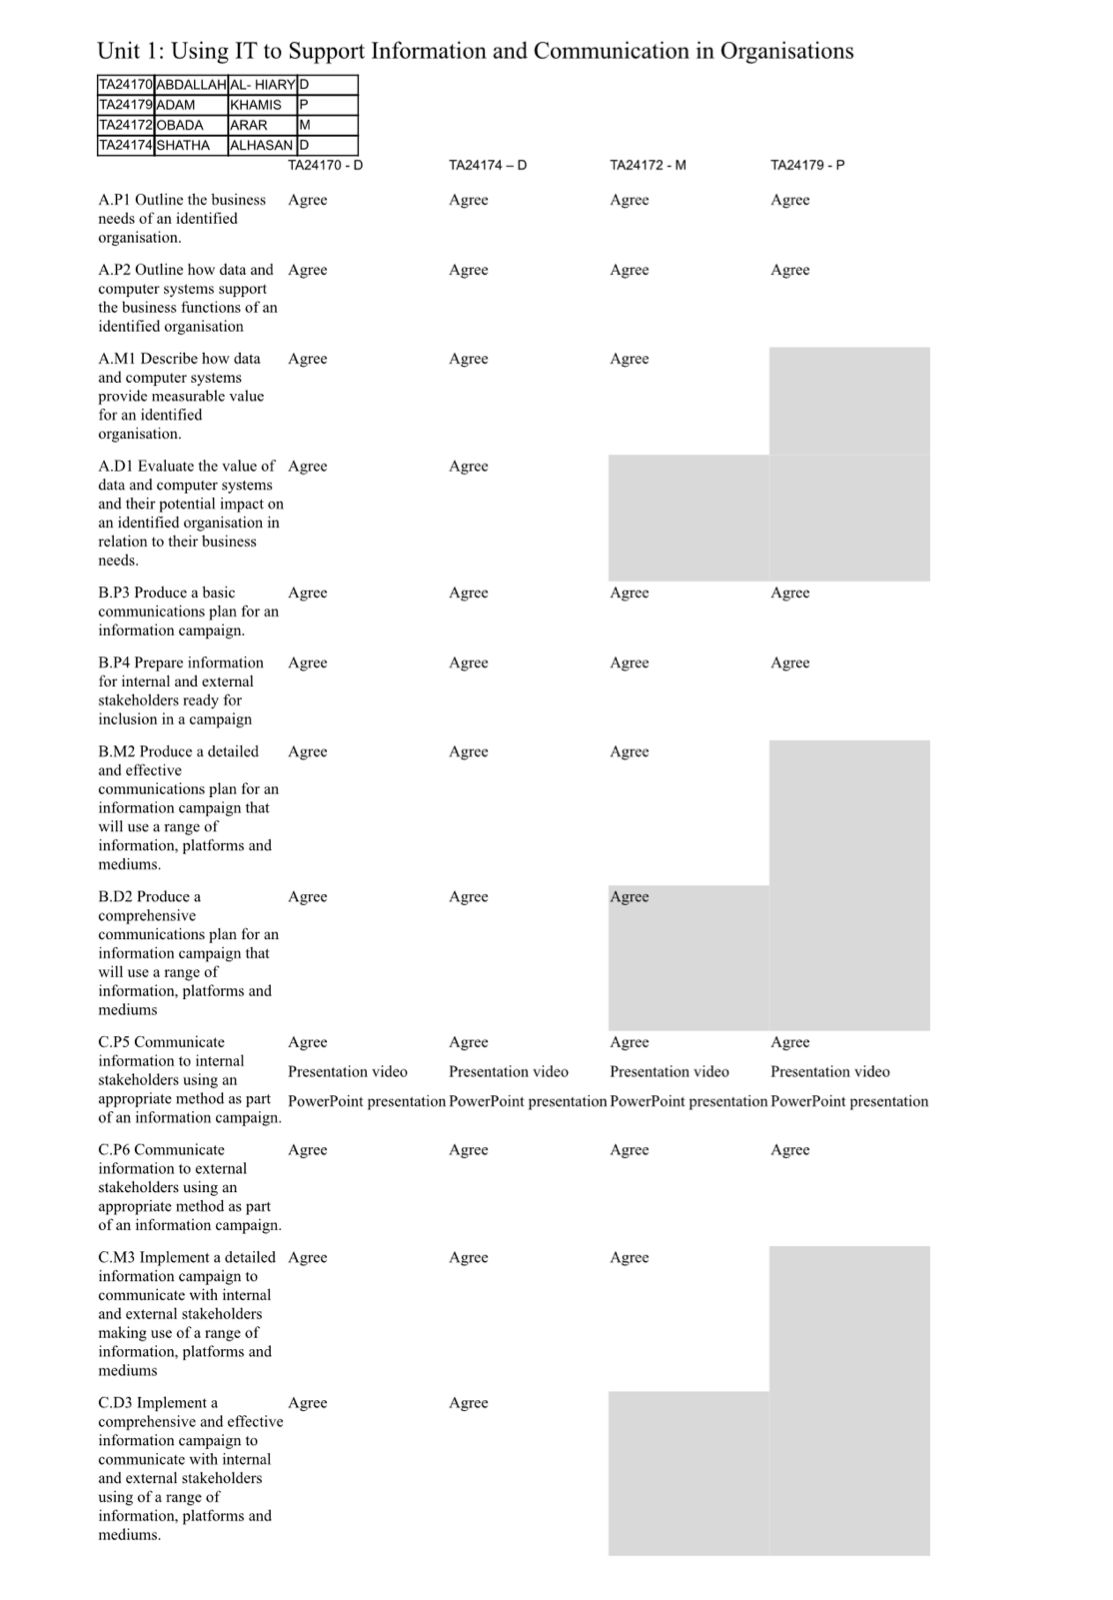 Unit 1: Using IT to Support Information and Communication in Organisations
TA24170 ABDALLAH AL- HIARY D
TA24179 ADAM KHAMIS P
TA24172 OBADA ARAR M
TA24174 SHATHA ALHASAN D
TA24170 - D TA24174 – D TA24172 - M TA24179 - P
A.P1 Outline the business Agree Agree Agree Agree
needs of an identified
organisation.
A.P2 Outline how data and Agree Agree Agree Agree
computer systems support
the business functions of an
identified organisation
A.M1 Describe how data Agree Agree Agree
and computer systems
provide measurable value
for an identified
organisation.
A.D1 Evaluate the value of Agree Agree
data and computer systems
and their potential impact on
an identified organisation in
relation to their business
needs.
B.P3 Produce a basic Agree Agree Agree Agree
communications plan for an
information campaign.
B.P4 Prepare information Agree Agree Agree Agree
for internal and external
stakeholders ready for
inclusion in a campaign
B.M2 Produce a detailed Agree Agree Agree
and effective
communications plan for an
information campaign that
will use a range of
information, platforms and
mediums.
B.D2 Produce a Agree Agree Agree
comprehensive
communications plan for an
information campaign that
will use a range of
information, platforms and
mediums
C.P5 Communicate Agree Agree Agree Agree
information to internal
stakeholders using an Presentation video Presentation video Presentation video Presentation video
appropriate method as part PowerPoint presentation PowerPoint presentation PowerPoint presentation PowerPoint presentation
of an information campaign.
C.P6 Communicate Agree Agree Agree Agree
information to external
stakeholders using an
appropriate method as part
of an information campaign.
C.M3 Implement a detailed Agree Agree Agree
information campaign to
communicate with internal
and external stakeholders
making use of a range of
information, platforms and
mediums
C.D3 Implement a Agree Agree
comprehensive and effective
information campaign to
communicate with internal
and external stakeholders
using of a range of
information, platforms and
mediums.